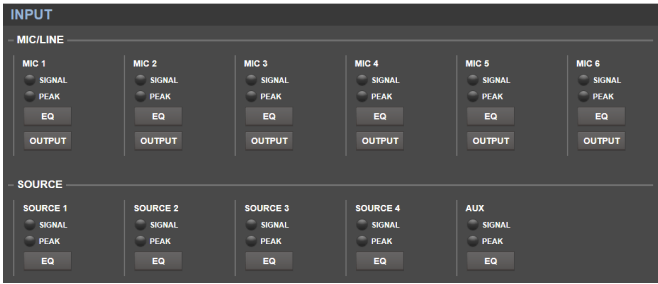 INPUT
MIC/LINE
MIC 1 MIC 2 MIC 3 MIC 4 MIC 5 MIC 6
SIGNAL SIGNAL SIGNAL SIGNAL SIGNAL SIGNAL
PEAK PEAK PEAK PEAK PEAK PEAK
EQ EQ EQ EQ EQ EQ
OUTPUT OUTPUT OUTPUT OUTPUT OUTPUT OUTPUT
SOURCE
SOURCE 1 SOURCE 2 SOURCE 3 SOURCE 4 AUX
SIGNAL SIGNAL SIGNAL SIGNAL SIGNAL
PEAK PEAK PEAK PEAK PEAK
EQ EQ EQ EQ EQ